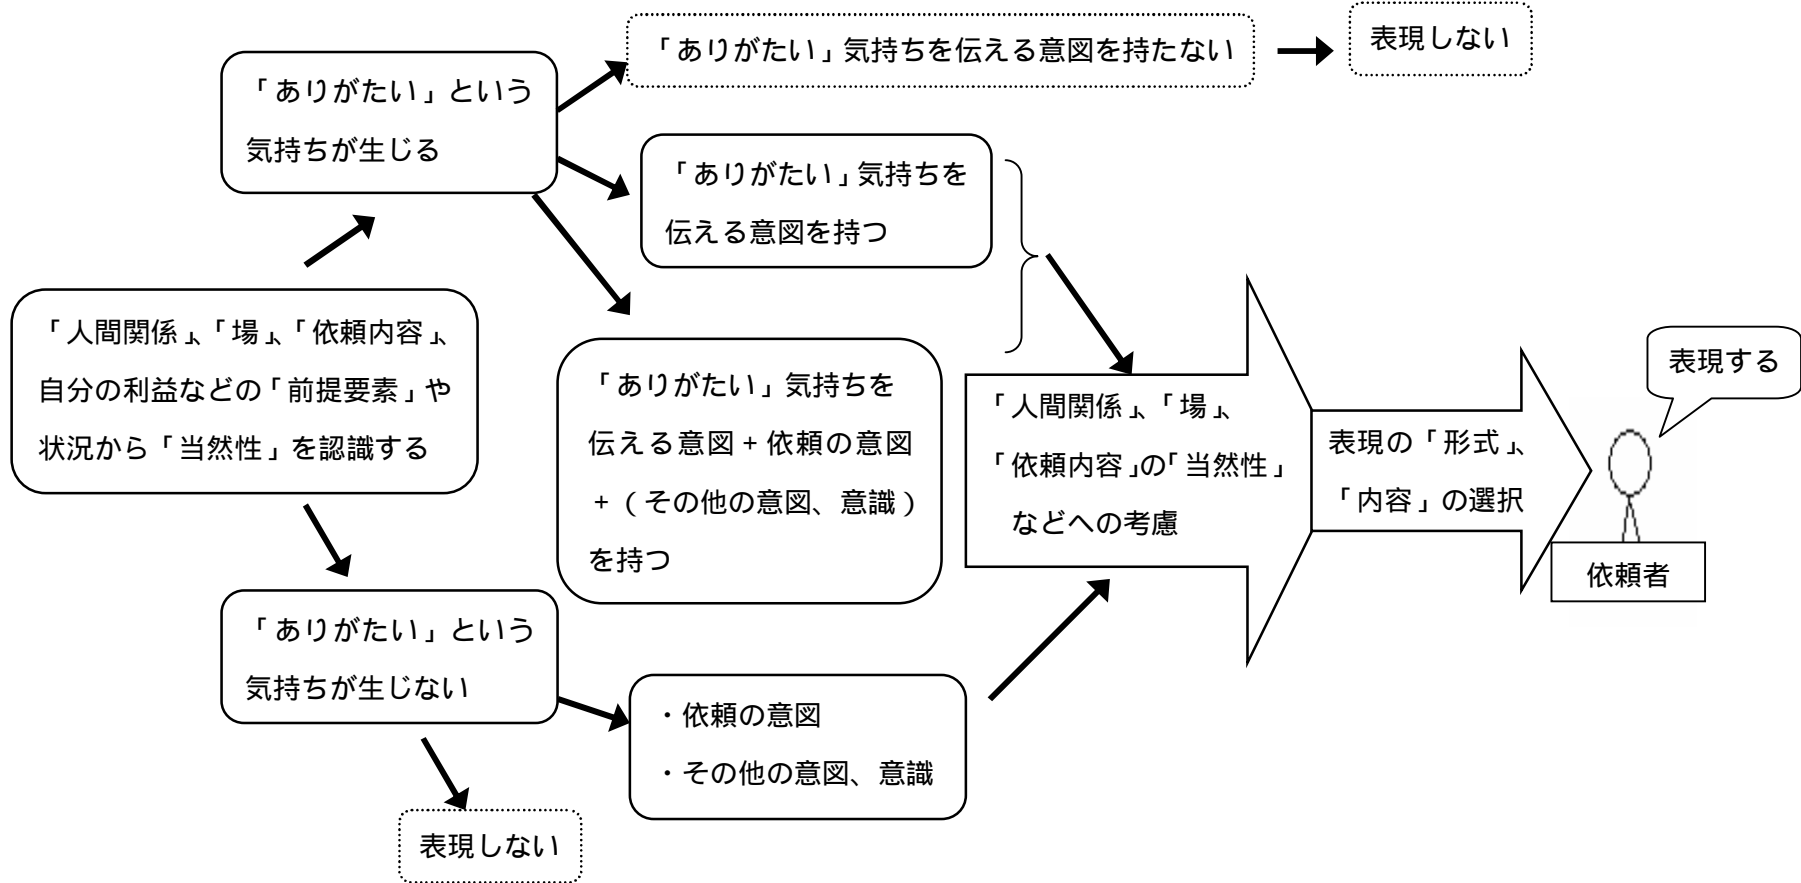 「ありがたい」気持ちを伝える意図を持たない
表現しない
「ありがたい」という
気持ちが生じる
「ありがたい」気持ちを
伝える意図を持つ
「人間関係」、「場」、「依頼内容」、
自分の利益などの「前提要素」や
状況から「当然性」を認識する
「ありがたい」気持ちを
伝える意図+依頼の意図
+(その他の意図、意識)
を持つ
「人間関係」、「場」、
「依頼内容」の「当然性」
などへの考慮
表現の「形式」、
「内容」の選択
表現する
依頼者
「ありがたい」という
気持ちが生じない
・依頼の意図
・その他の意図、意識
表現しない